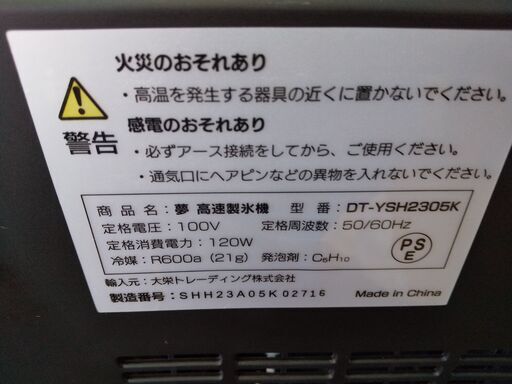 火災のおそれあり
・高温を発生する器具の近くに置かないでください。
感電のおそれあり
警告
・必ずアース接続をしてから、ご使用ください。
・通気口にヘアピンなどの異物を入れないでください。
商品名：夢 高速製氷機 型番：DT-YSH2305K
定格電圧：100V 定格周波数：50/60Hz
定格消費電力：120W
冷媒：R600a (21g) 発泡剤：C₅H₁₀
PSE
輸入元：大栄トレーディング株式会社
製造番号：SHH23A05K02716 Made in China